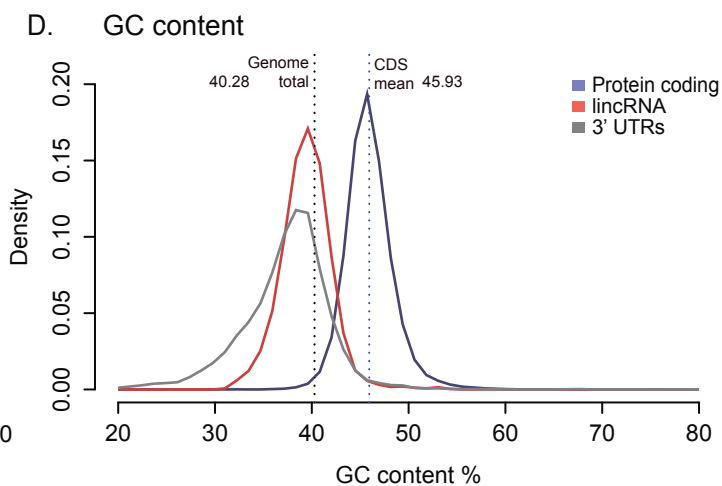 D. GC content
Genome
total
40.28
CDS
mean 45.93
Protein coding
lincRNA
3' UTRs
Density
0.20
0.15
0.10
0.05
0.00
0
20 30 40 50 60 70 80
GC content %